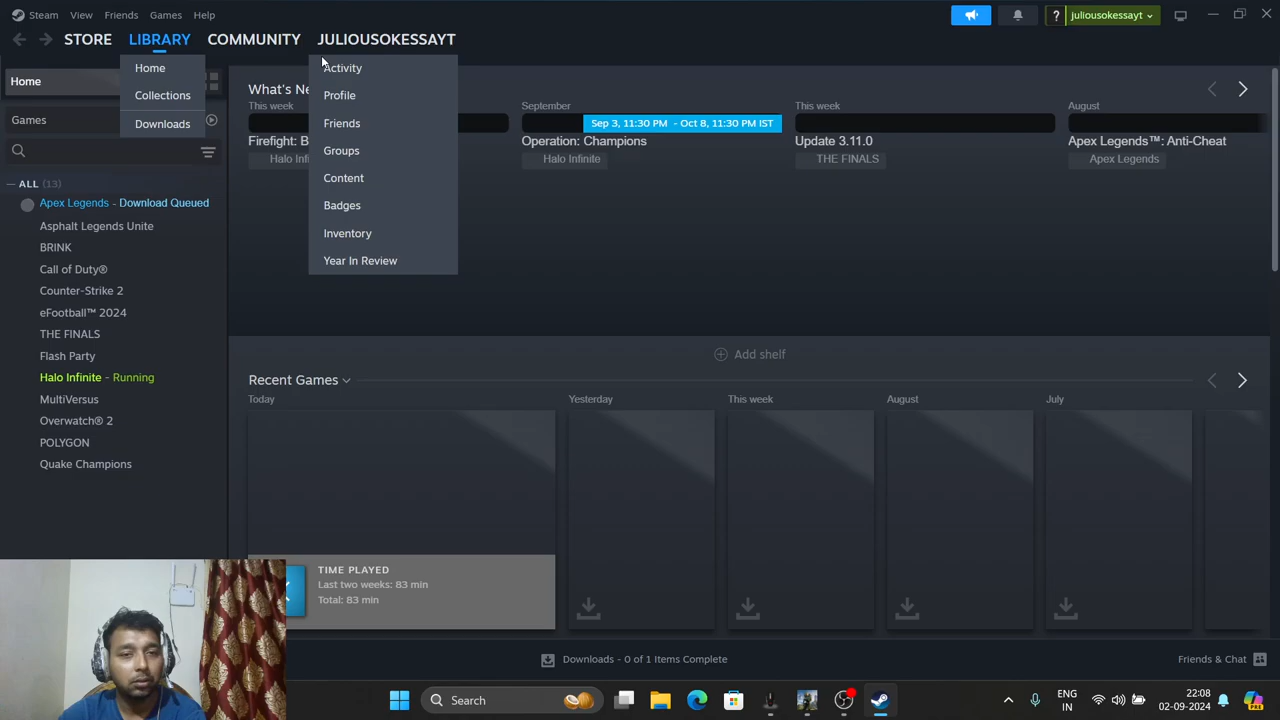 Steam View Friends Games Help
juliousokessayt
STORE LIBRARY COMMUNITY JULIOUSOKESSAYT
Home
Collections
Downloads
Activity
Profile
Friends
Groups
Content
Badges
Inventory
Year In Review
Home
Games
ALL (13)
Apex Legends - Download Queued
Asphalt Legends Unite
BRINK
Call of Duty®
Counter-Strike 2
eFootball™ 2024
THE FINALS
Flash Party
Halo Infinite - Running
MultiVersus
Overwatch® 2
POLYGON
Quake Champions
What's Ne
This week
Firefight: B
Halo Infi
September
Sep 3, 11:30 PM - Oct 8, 11:30 PM IST
Operation: Champions
Halo Infinite
This week
Update 3.11.0
THE FINALS
August
Apex Legends™: Anti-Cheat
Apex Legends
Add shelf
Recent Games
Today Yesterday This week August July
TIME PLAYED
Last two weeks: 83 min
Total: 83 min
Downloads - 0 of 1 Items Complete
Friends & Chat
Search
ENG
IN
22:08
02-09-2024